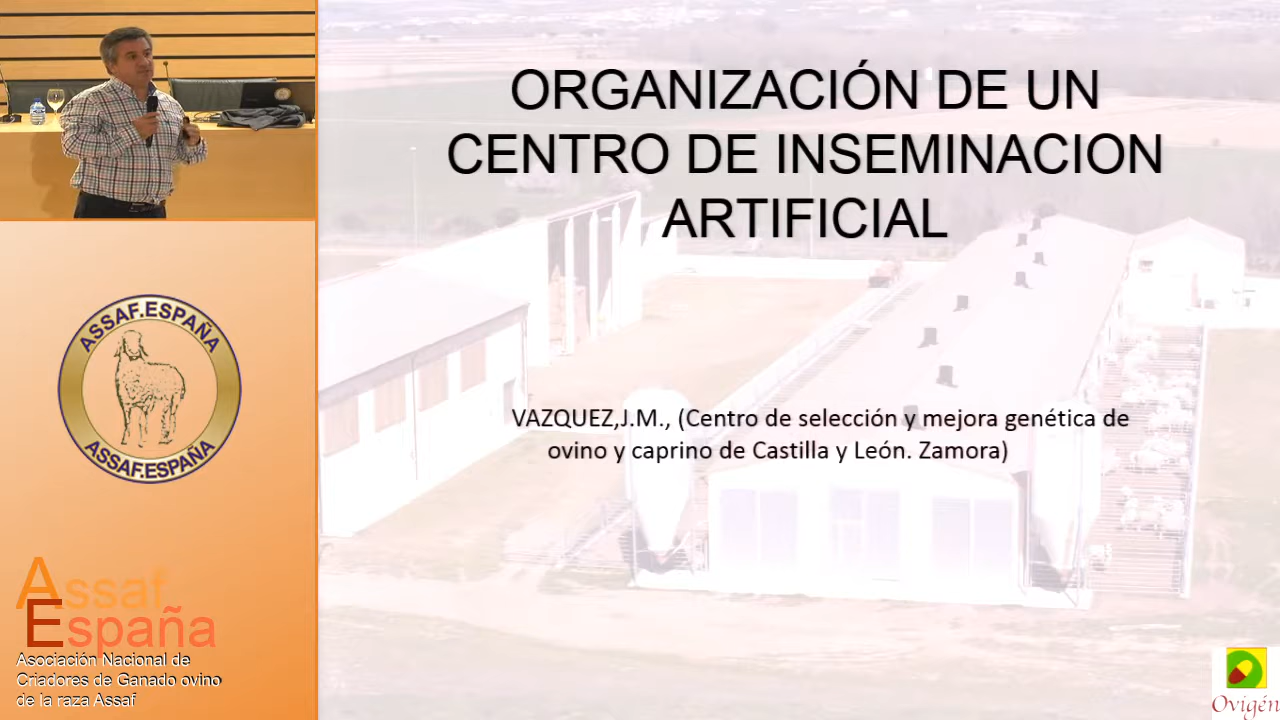 ORGANIZACIÓN DE UN
CENTRO DE INSEMINACION
ARTIFICIAL
VAZQUEZ,J.M., (Centro de selección y mejora genética de
ovino y caprino de Castilla y León. Zamora)
ASSAF.ESPAÑA
ASSAF.ESPAÑA
Assaf
España
Asociación Nacional de
Criadores de Ganado ovino
de la raza Assaf
Ovigén